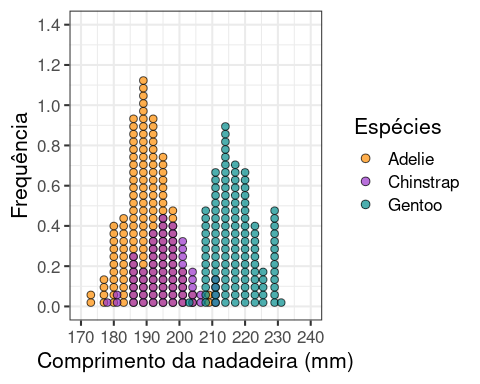 1.4
1.2
1.0
0.8
0.6
0.4
0.2
0.0
Frequência
170 180 190 200 210 220 230 240
Comprimento da nadadeira (mm)
Espécies
Adelie
Chinstrap
Gentoo